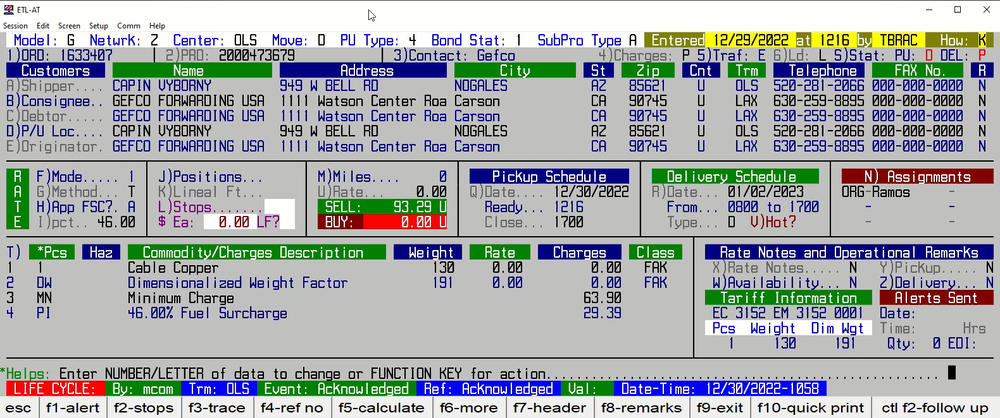 ETL-AT
Session Edit Screen Setup Comm Help
Model: G Netwrk: Z Center: OLS Move: D PU Type: 4 Bond Stat: 1 SubPro Type A Entered 12/29/2022 at 1216 by TBRAC How: K
1)ORD: 1633407 | 2)PRO: 2000473679 | 3)Contact: Gefco 4)Charges: P 5)Traf: E 6)Ld: L S)Stat: PU: D DEL: P
Customers Name Address City St Zip Cnt Trm Telephone FAX No. R
A)Shipper.... CAPIN VYBORNY 949 W BELL RD NOGALES AZ 85621 U OLS 520-281-2066 000-000-0000 N
B)Consignee.. GEFCO FORWARDING USA 1111 Watson Center Roa Carson CA 90745 U LAX 630-259-8895 000-000-0000 N
C)Debtor..... GEFCO FORWARDING USA 1111 Watson Center Roa Carson CA 90745 U LAX 630-259-8895 000-000-0000 N
D)P/U Loc.... CAPIN VYBORNY 949 W BELL RD NOGALES AZ 85621 U OLS 520-281-2066 000-000-0000 N
E)Originator. GEFCO FORWARDING USA 1111 Watson Center Roa Carson CA 90745 U LAX 630-259-8895 000-000-0000 N
R F)Mode..... 1 J)Positions... M)Miles.... 0 PickUp Schedule Delivery Schedule N) Assignments
A G)Method... T K)Lineal Ft... U)Rate... 0.00 Q)Date.... 12/30/2022 R)Date... 01/02/2023 ORG-Ramos -
T H)App FSC?. A L)Stops....... SELL: 93.29 U Ready... 1216 From... 0800 to 1700 - -
E I)pct.. 46.00 $ Ea: 0.00 LF? BUY: 0.00 U Close... 1700 Type... D V)Hot? - -
T) *Pcs Haz Commodity/Charges Description Weight Rate Charges Class Rate Notes and Operational Remarks
1 1 Cable Copper 130 0.00 0.00 FAK X)Rate Notes..... N Y)Pickup..... N
2 DW Dimensionalized Weight Factor 191 0.00 0.00 FAK W)Availability... N Z)Delivery... N
3 MN Minimum Charge 63.90 Tariff Information Alerts Sent
4 PI 46.00% Fuel Surcharge 29.39 EC 3152 EM 3152 0001 Date:
Pcs Weight Dim Wgt Time: Hrs
1 130 191 Qty: 0 EDI:
*Helps: Enter NUMBER/LETTER of data to change or FUNCTION KEY for action....................................................
LIFE CYCLE: By: mcom Trm: OLS Event: Acknowledged Ref: Acknowledged Val: Date-Time: 12/30/2022-1058
esc f1-alert f2-stops f3-trace f4-ref no f5-calculate f6-more f7-header f8-remarks f9-exit f10-quick print ctl f2-follow up